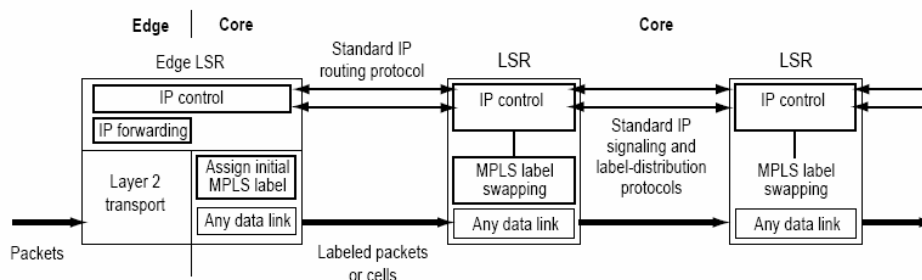 Edge
Core
Core
Edge LSR
Standard IP
routing protocol
LSR
LSR
IP control
IP control
IP control
IP forwarding
Standard IP
signaling and
label-distribution
protocols
Layer 2
transport
Assign initial
MPLS label
MPLS label
swapping
MPLS label
swapping
Any data link
Any data link
Any data link
Packets
Labeled packets
or cells